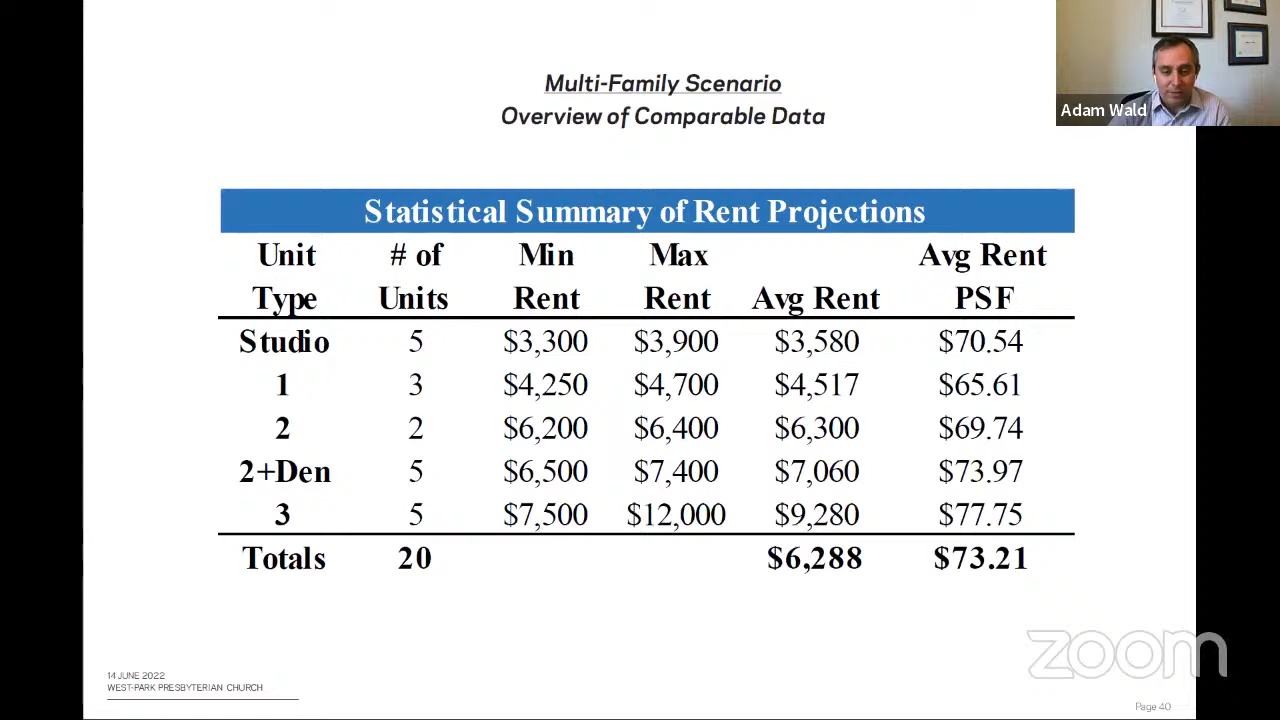 Multi-Family Scenario
Overview of Comparable Data
Adam Wald
Statistical Summary of Rent Projections
Unit Type # of Units Min Rent Max Rent Avg Rent Avg Rent PSF
Studio 5 $3,300 $3,900 $3,580 $70.54
1 3 $4,250 $4,700 $4,517 $65.61
2 2 $6,200 $6,400 $6,300 $69.74
2+Den 5 $6,500 $7,400 $7,060 $73.97
3 5 $7,500 $12,000 $9,280 $77.75
Totals 20 $6,288 $73.21
zoom
14 JUNE 2022
WEST-PARK PRESBYTERIAN CHURCH
Page 40